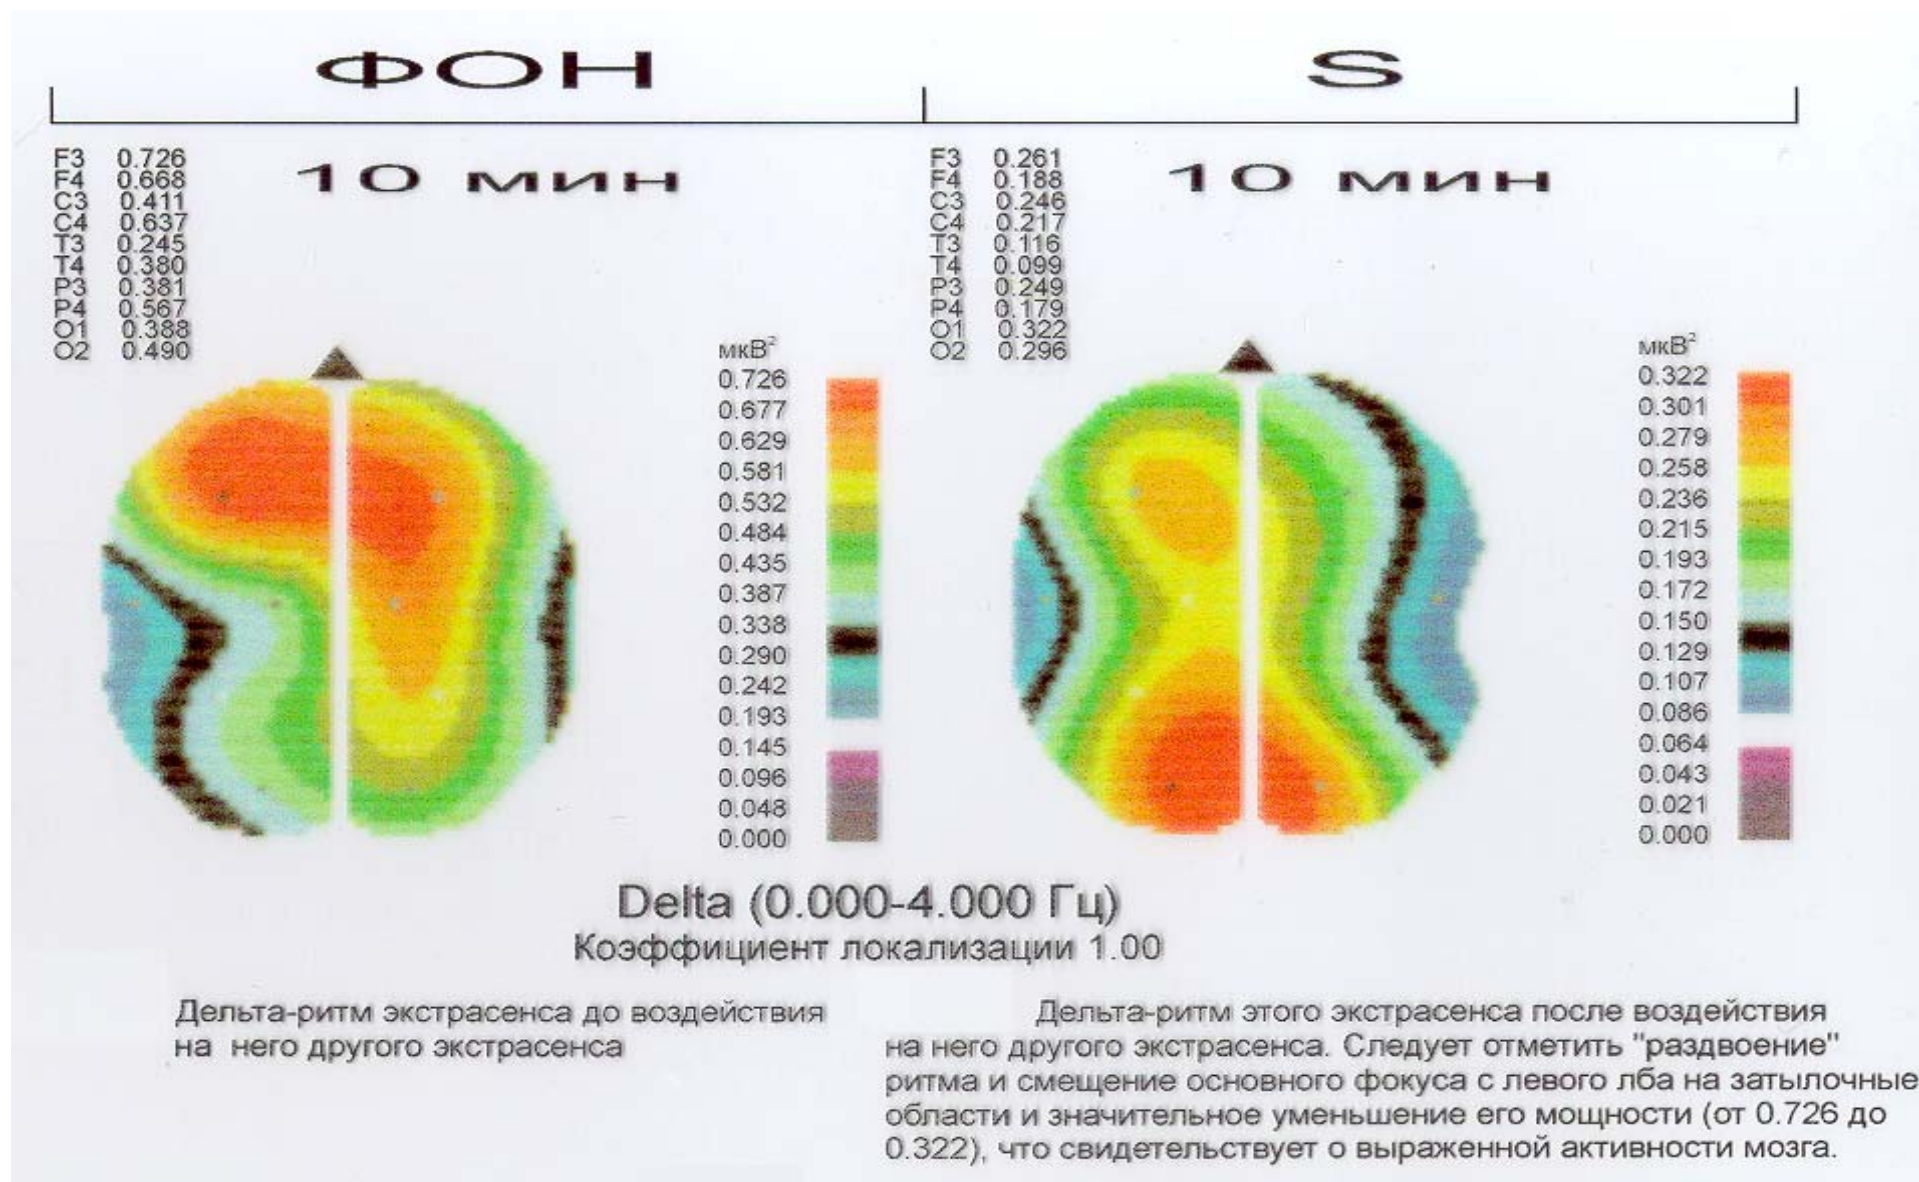 ФОН
S
F3 0.726
F4 0.668
C3 0.411
C4 0.637
T3 0.245
T4 0.380
P3 0.381
P4 0.567
O1 0.388
O2 0.490
10 мин
F3 0.261
F4 0.188
C3 0.246
C4 0.217
T3 0.116
T4 0.099
P3 0.249
P4 0.179
O1 0.322
O2 0.296
10 мин
мкВ²
0.726
0.677
0.629
0.581
0.532
0.484
0.435
0.387
0.338
0.290
0.242
0.193
0.145
0.096
0.048
0.000
мкВ²
0.322
0.301
0.279
0.258
0.236
0.215
0.193
0.172
0.150
0.129
0.107
0.086
0.064
0.043
0.021
0.000
Delta (0.000-4.000 Гц)
Коэффициент локализации 1.00
Дельта-ритм экстрасенса до воздействия
на него другого экстрасенса
Дельта-ритм этого экстрасенса после воздействия
на него другого экстрасенса. Следует отметить "раздвоение"
ритма и смещение основного фокуса с левого лба на затылочные
области и значительное уменьшение его мощности (от 0.726 до
0.322), что свидетельствует о выраженной активности мозга.